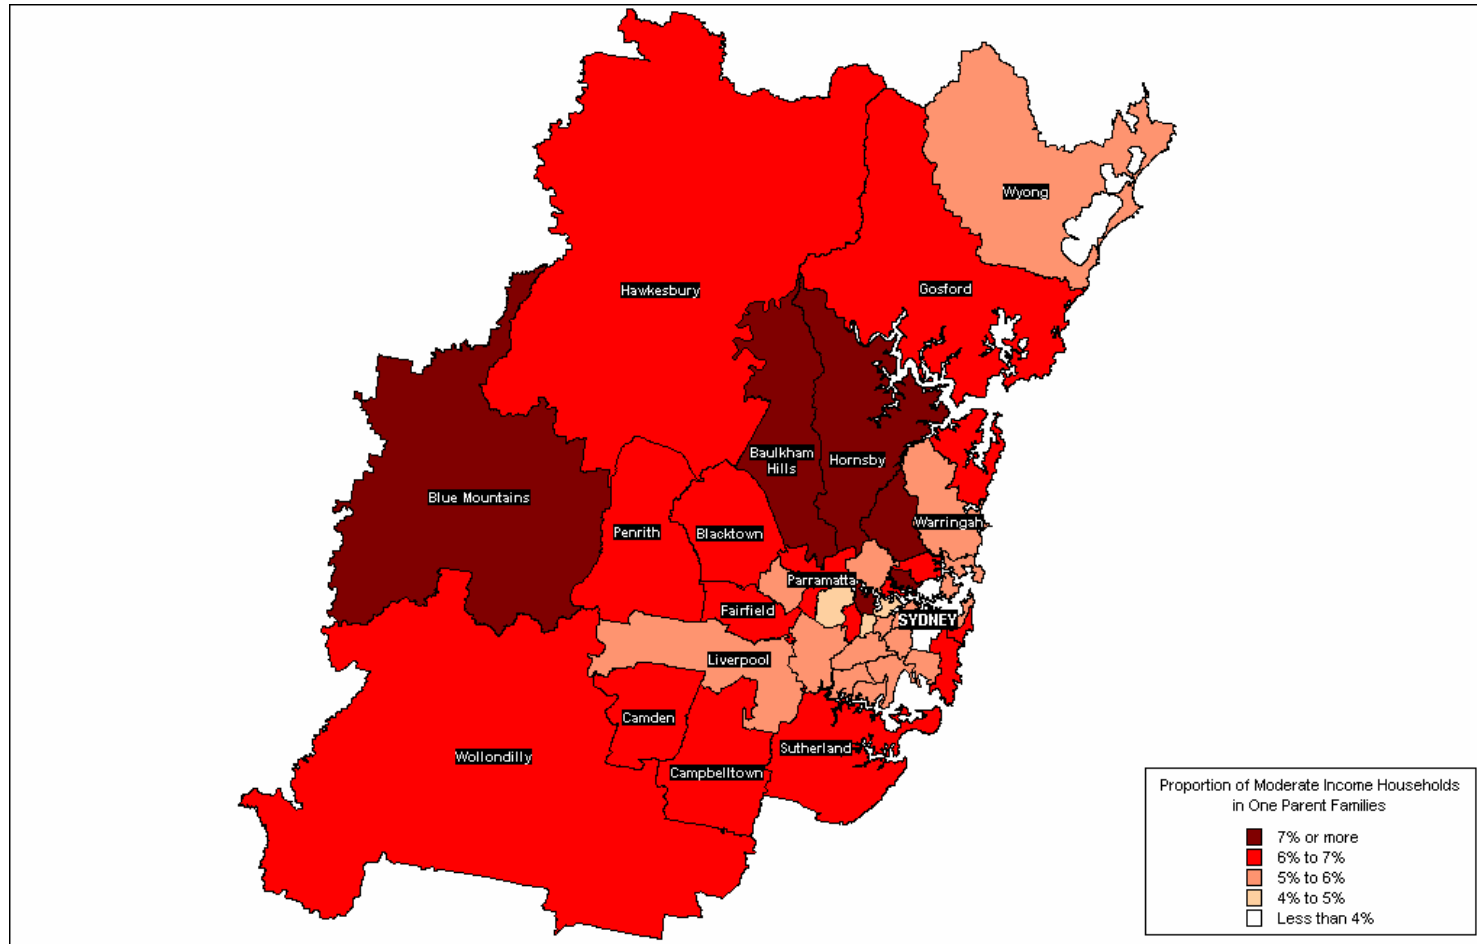 Wyong
Hawkesbury
Gosford
Baulkham
Hills
Hornsby
Blue Mountains
Warringah
Penrith
Blacktown
Parramatta
Fairfield
SYDNEY
Liverpool
Camden
Sutherland
Wollondilly
Campbelltown
Proportion of Moderate Income Households
in One Parent Families
7% or more
6% to 7%
5% to 6%
4% to 5%
Less than 4%